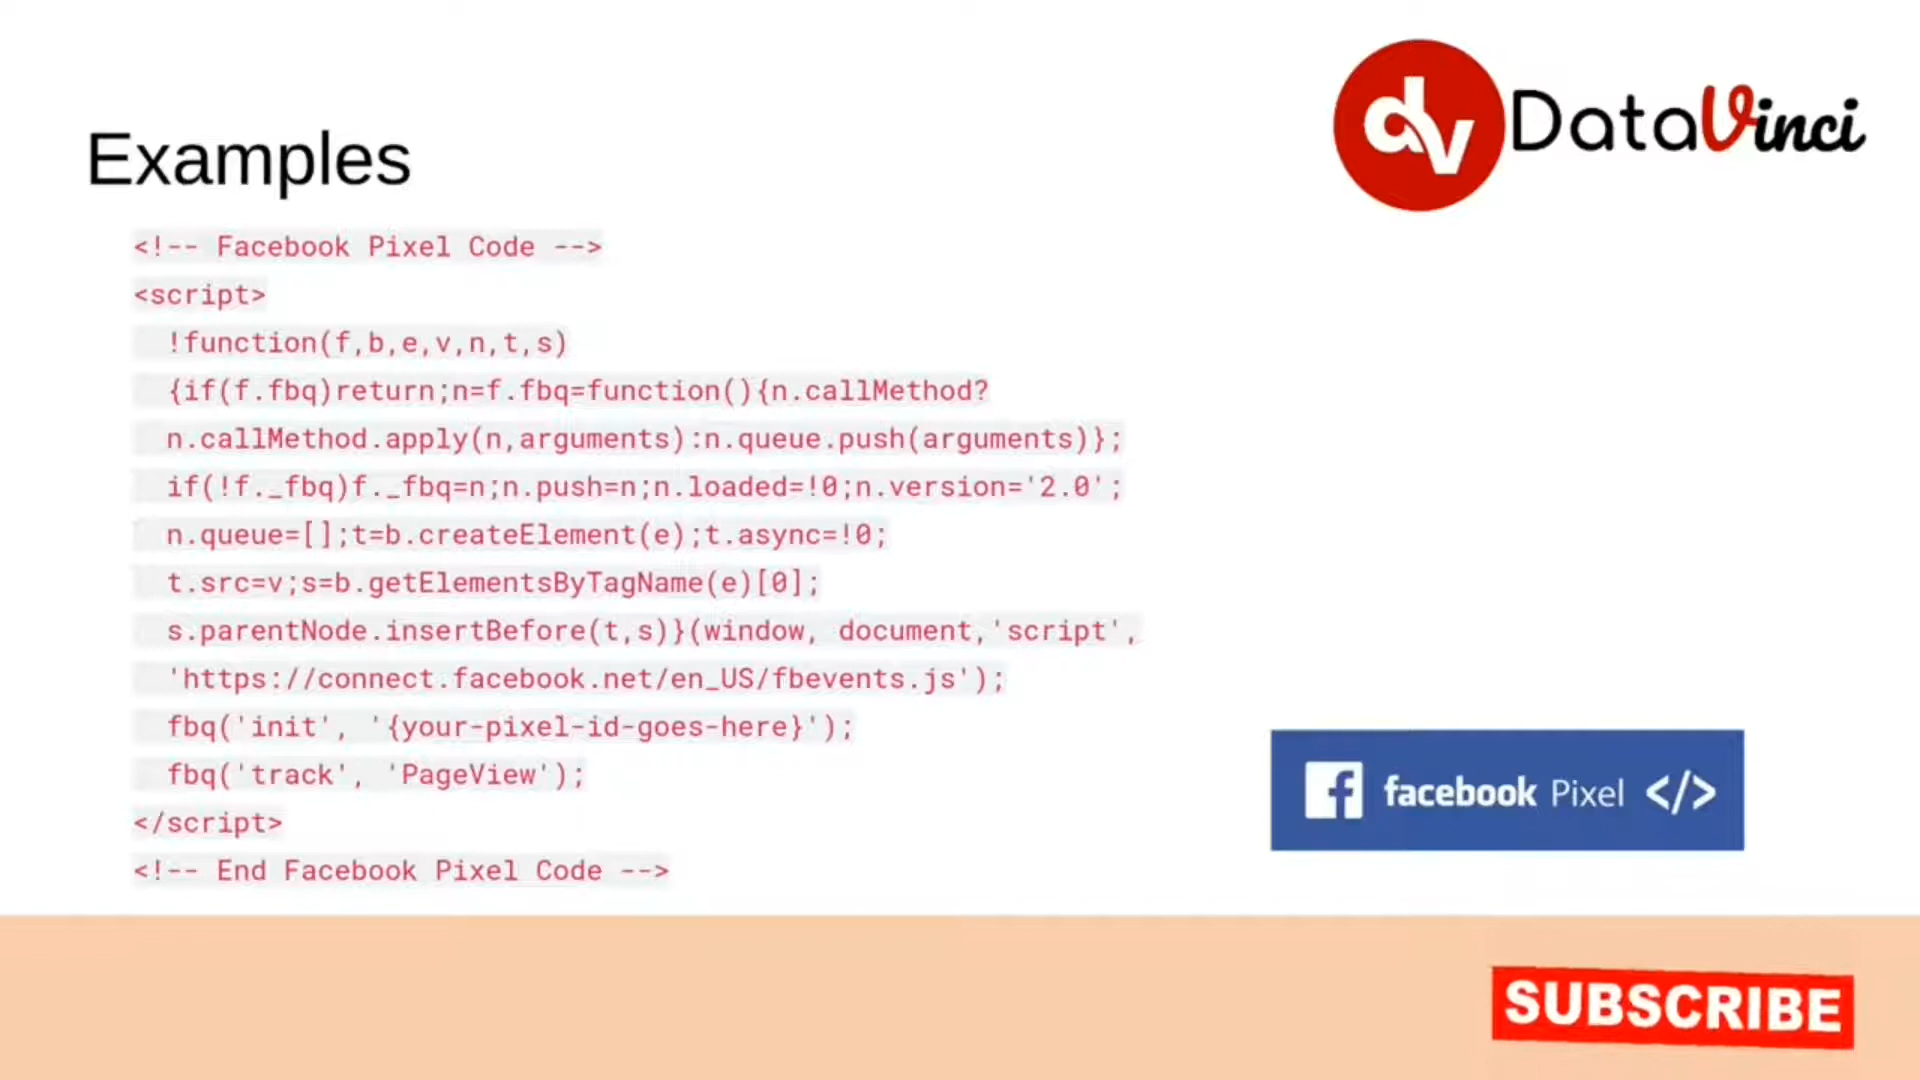 dv DataVinci
Examples
<!-- Facebook Pixel Code -->
<script>
!function(f,b,e,v,n,t,s)
{if(f.fbq)return;n=f.fbq=function(){n.callMethod?
n.callMethod.apply(n,arguments):n.queue.push(arguments)};
if(!f._fbq)f._fbq=n;n.push=n;n.loaded=!0;n.version='2.0';
n.queue=[];t=b.createElement(e);t.async=!0;
t.src=v;s=b.getElementsByTagName(e)[0];
s.parentNode.insertBefore(t,s)}(window, document,'script',
'https://connect.facebook.net/en_US/fbevents.js');
fbq('init', '{your-pixel-id-goes-here}');
fbq('track', 'PageView');
</script>
<!-- End Facebook Pixel Code -->
f facebook Pixel </>
SUBSCRIBE